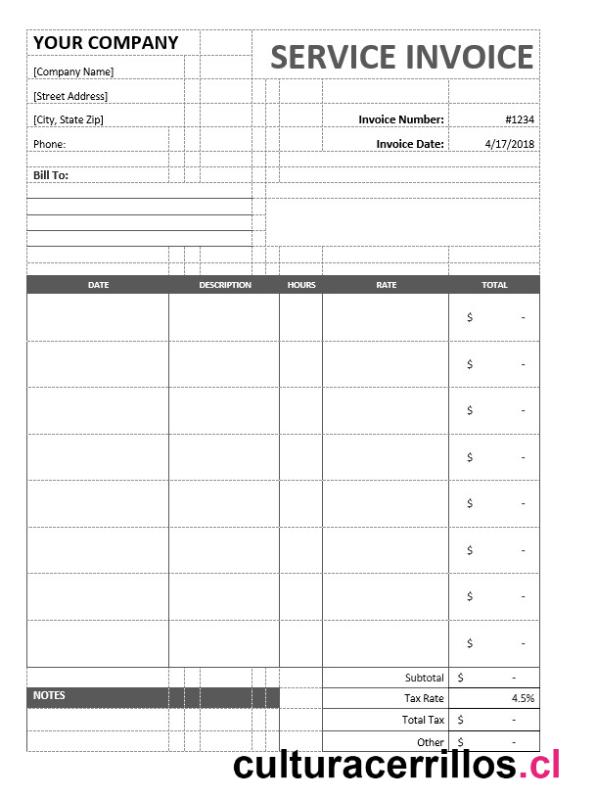 YOUR COMPANY
SERVICE INVOICE
[Company Name]
[Street Address]
[City, State Zip]
Invoice Number: #1234
Phone:
Invoice Date: 4/17/2018
Bill To:
DATE DESCRIPTION HOURS RATE TOTAL
$ -
$ -
$ -
$ -
$ -
$ -
$ -
$ -
Subtotal $ -
NOTES Tax Rate 4.5%
Total Tax $ -
Other $ -
culturacerrillos.cl